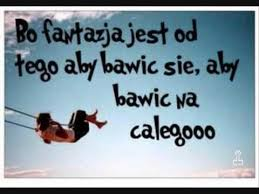 Bo fantazja jest od
tego aby bawic sie, aby
bawic na
calegooo